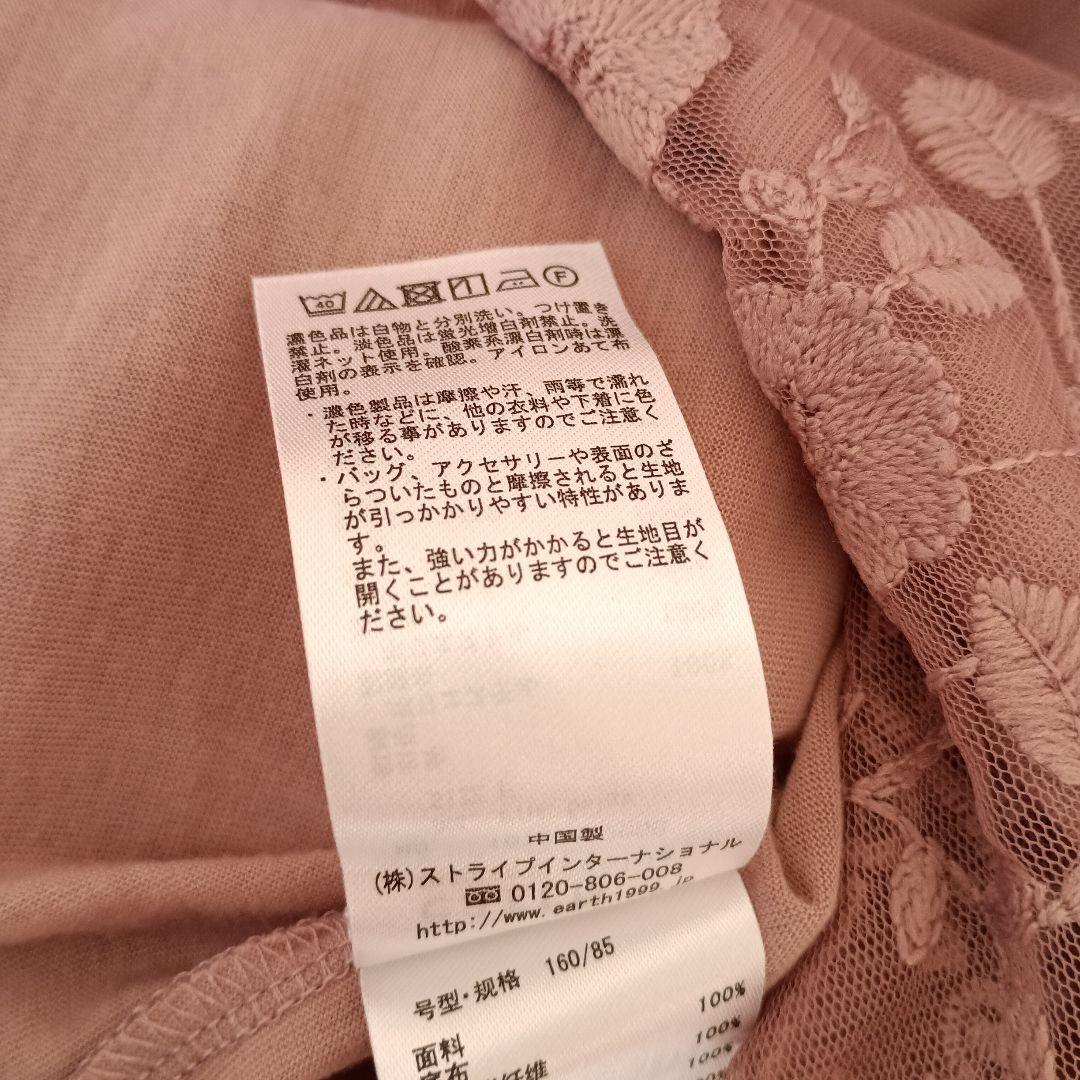 40 F
濃色品は白物と分別洗い。つけ置き
禁止。淡色品は蛍光増白剤禁止。洗
濯ネット使用。酸素系漂白剤時は漂
白剤の表示を確認。アイロンあて布
使用。
・濃色製品は摩擦や汗、雨等で濡れ
た時などに、他の衣料や下着に色
が移る事がありますのでご注意く
ださい。
・バッグ、アクセサリーや表面のざ
らついたものと摩擦されると生地
が引っかかりやすい特性がありま
す。
また、強い力がかかると生地目が
開くことがありますのでご注意く
ださい。
中国製
(株)ストライプインターナショナル
0120-806-008
http://www.earth1999.jp
号型・规格 160/85
100%
面料 100%
100%
纤维